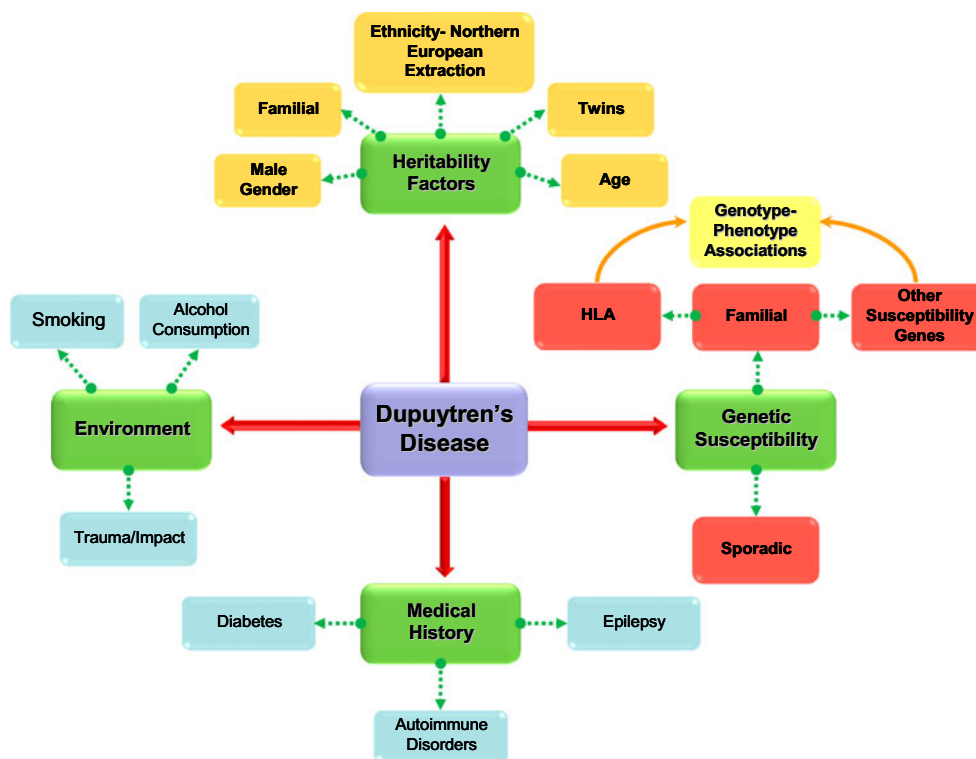 Ethnicity- Northern
European
Extraction
Familial
Twins
Heritability
Factors
Male
Gender
Age
Genotype-
Phenotype
Associations
HLA
Familial
Other
Susceptibility
Genes
Smoking
Alcohol
Consumption
Environment
Dupuytren's
Disease
Genetic
Susceptibility
Trauma/Impact
Sporadic
Medical
History
Diabetes
Epilepsy
Autoimmune
Disorders